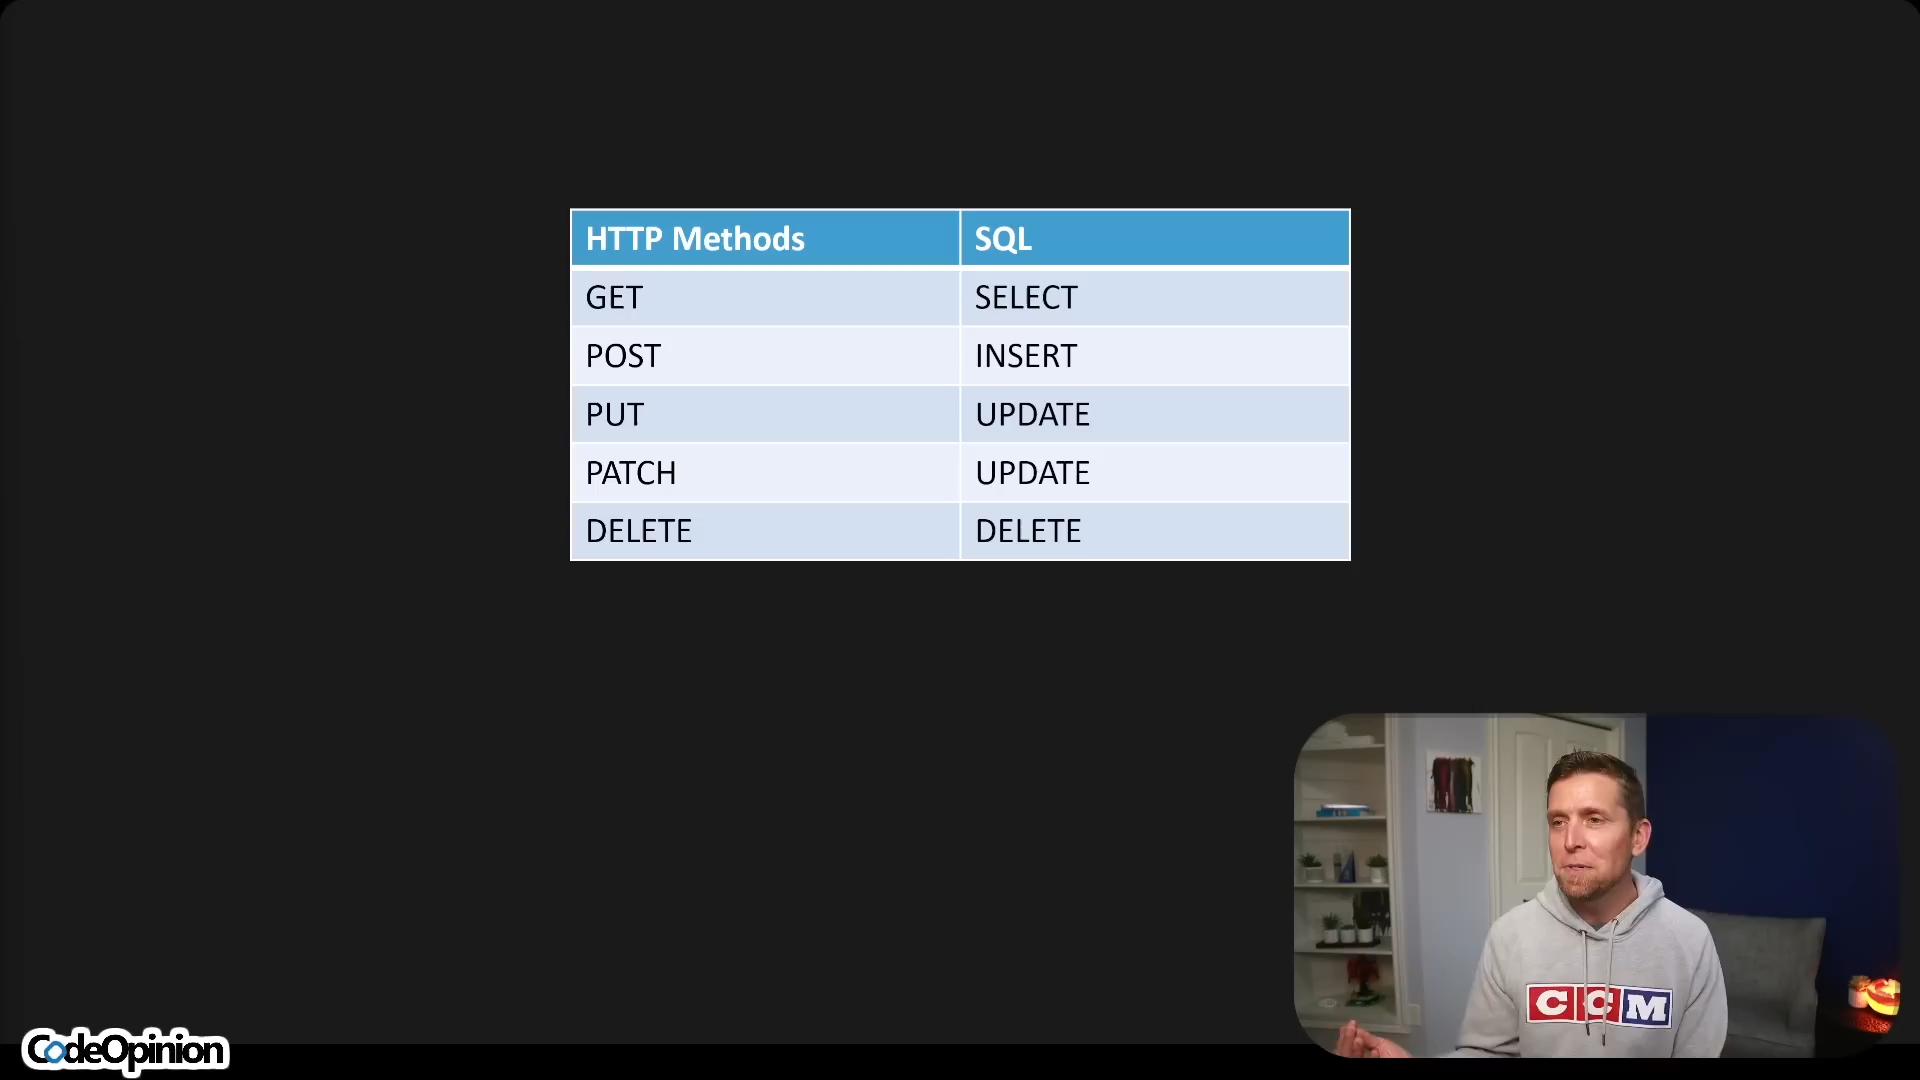 HTTP Methods SQL
GET SELECT
POST INSERT
PUT UPDATE
PATCH UPDATE
DELETE DELETE
CCM
CodeOpinion